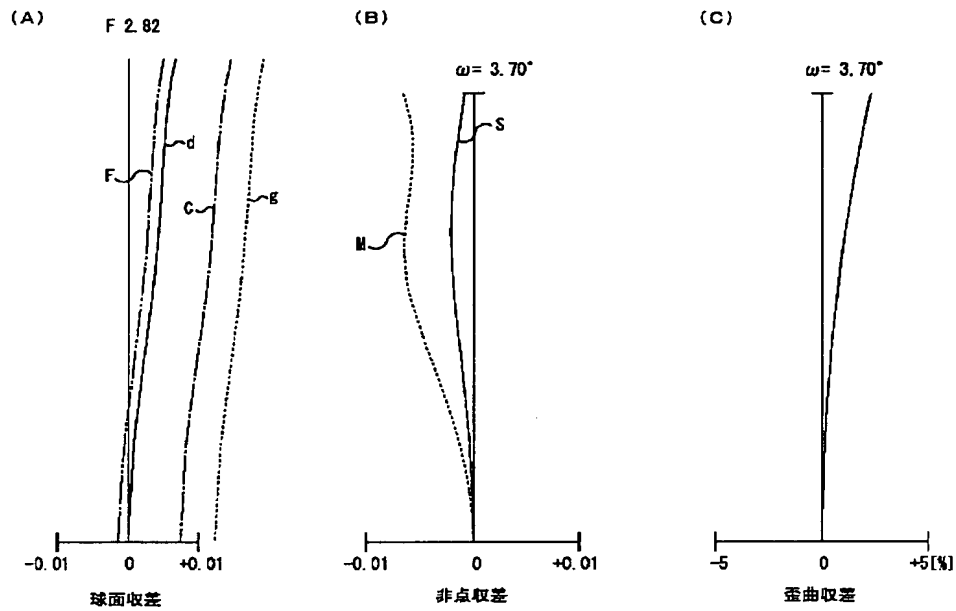 (A)
F 2.82
F
d
C
g
-0.01
0
+0.01
球面収差
(B)
ω= 3.70°
S
M
-0.01
0
+0.01
非点収差
(C)
ω= 3.70°
-5
0
+5[%]
歪曲収差